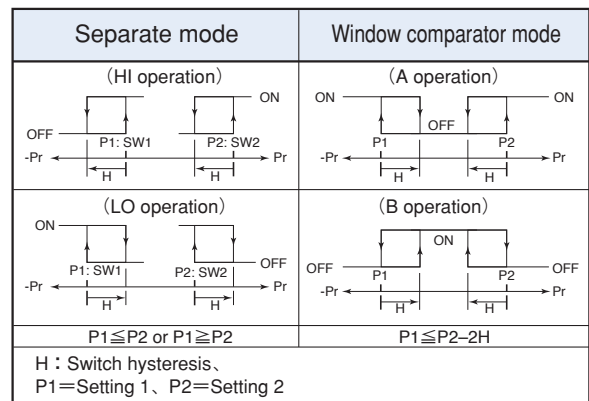 Separate mode
Window comparator mode
（HI operation）
ON
OFF
P1: SW1
P2: SW2
-Pr
Pr
H
H
（A operation）
ON
ON
OFF
P1
P2
-Pr
Pr
H
H
（LO operation）
ON
P1: SW1
P2: SW2
OFF
-Pr
Pr
H
H
（B operation）
ON
OFF
P1
P2
OFF
-Pr
Pr
H
H
P1≦P2 or P1≧P2
P1≦P2–2H
H：Switch hysteresis、
P1＝Setting 1、P2＝Setting 2